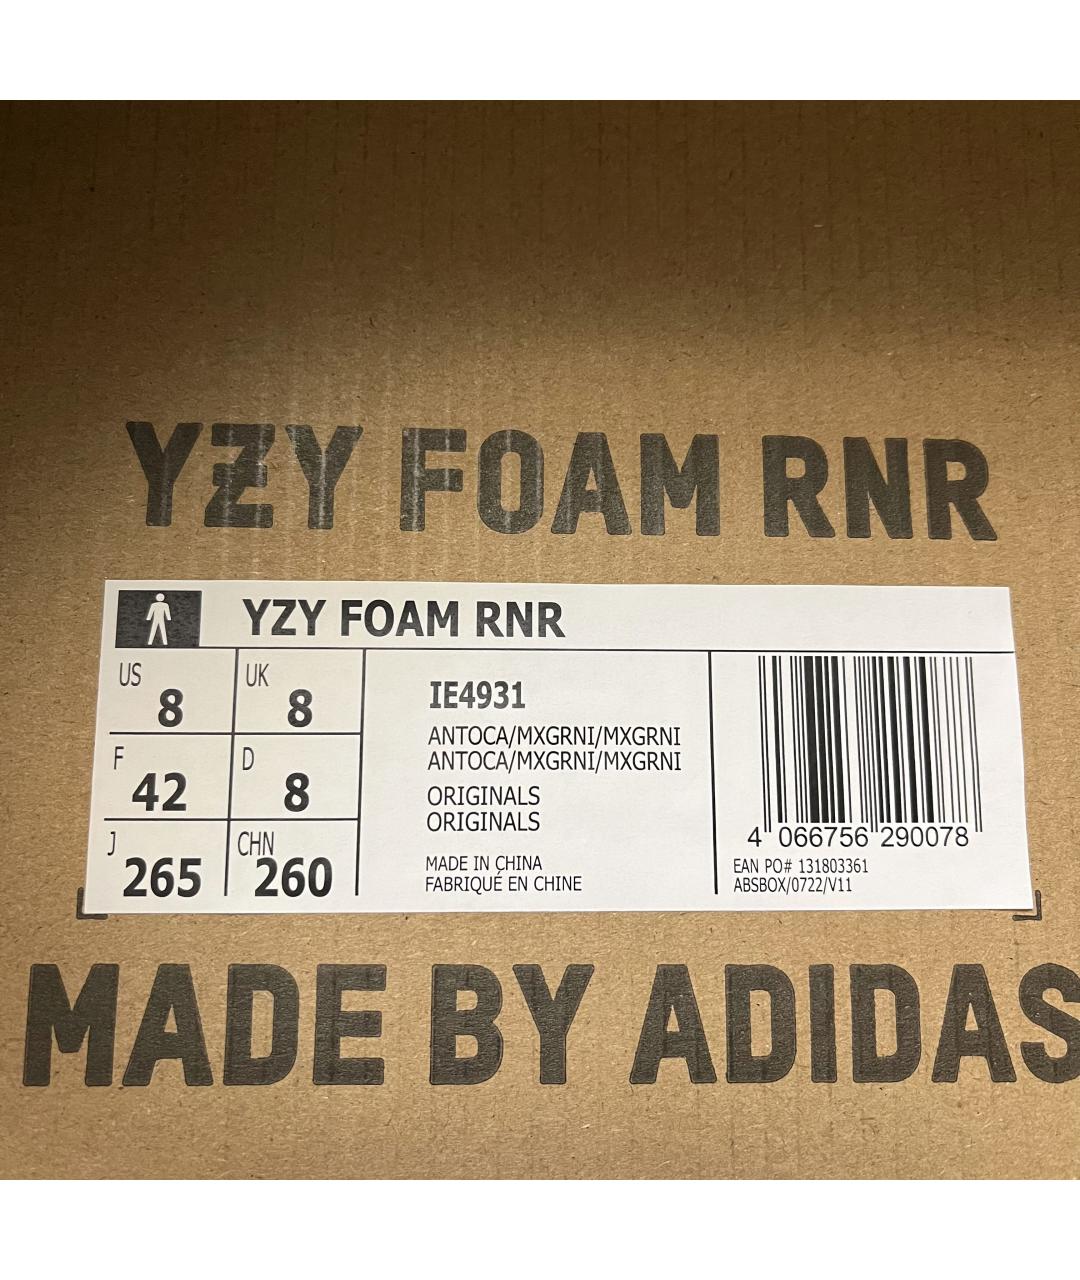 YZY FOAM RNR
YZY FOAM RNR
US 8 UK 8
F 42 D 8
J 265 CHN 260
IE4931
ANTOCA/MXGRNI/MXGRNI
ANTOCA/MXGRNI/MXGRNI
ORIGINALS
ORIGINALS
MADE IN CHINA
FABRIQUÉ EN CHINE
4 066756 290078
EAN PO# 131803361
ABSBOX/0722/V11
MADE BY ADIDAS